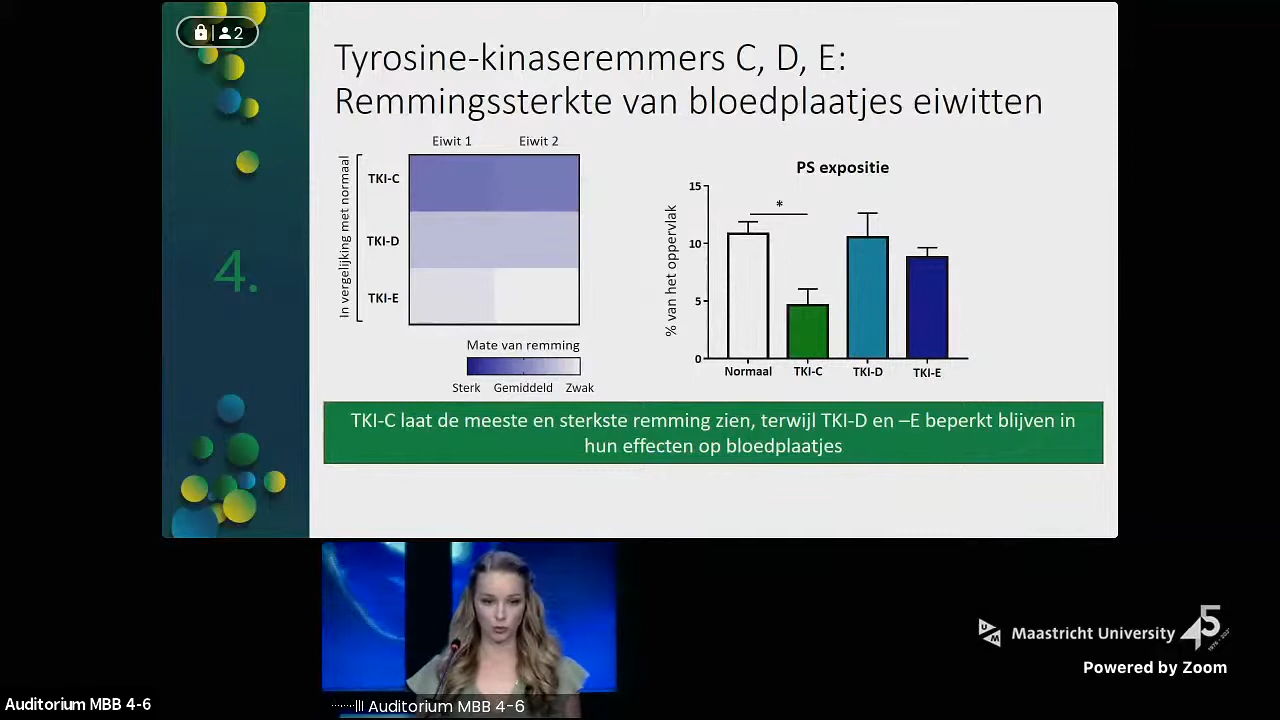 2
Tyrosine-kinaseremmers C, D, E:
Remmingssterkte van bloedplaatjes eiwitten
4.
Eiwit 1 Eiwit 2
In vergelijking met normaal
TKI-C
TKI-D
TKI-E
Mate van remming
Sterk Gemiddeld Zwak
PS expositie
% van het oppervlak
15
10
5
0
*
Normaal TKI-C TKI-D TKI-E
TKI-C laat de meeste en sterkste remming zien, terwijl TKI-D en –E beperkt blijven in
hun effecten op bloedplaatjes
UM Maastricht University 45
Powered by Zoom
Auditorium MBB 4-6
Auditorium MBB 4-6